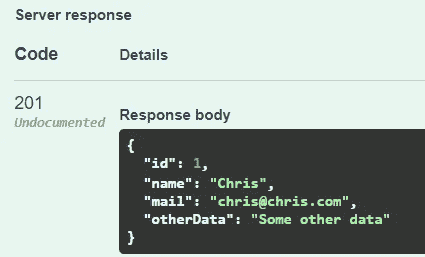 Server response
Code Details
201
Undocumented
Response body
{
"id": 1,
"name": "Chris",
"mail": "chris@chris.com",
"otherData": "Some other data"
}